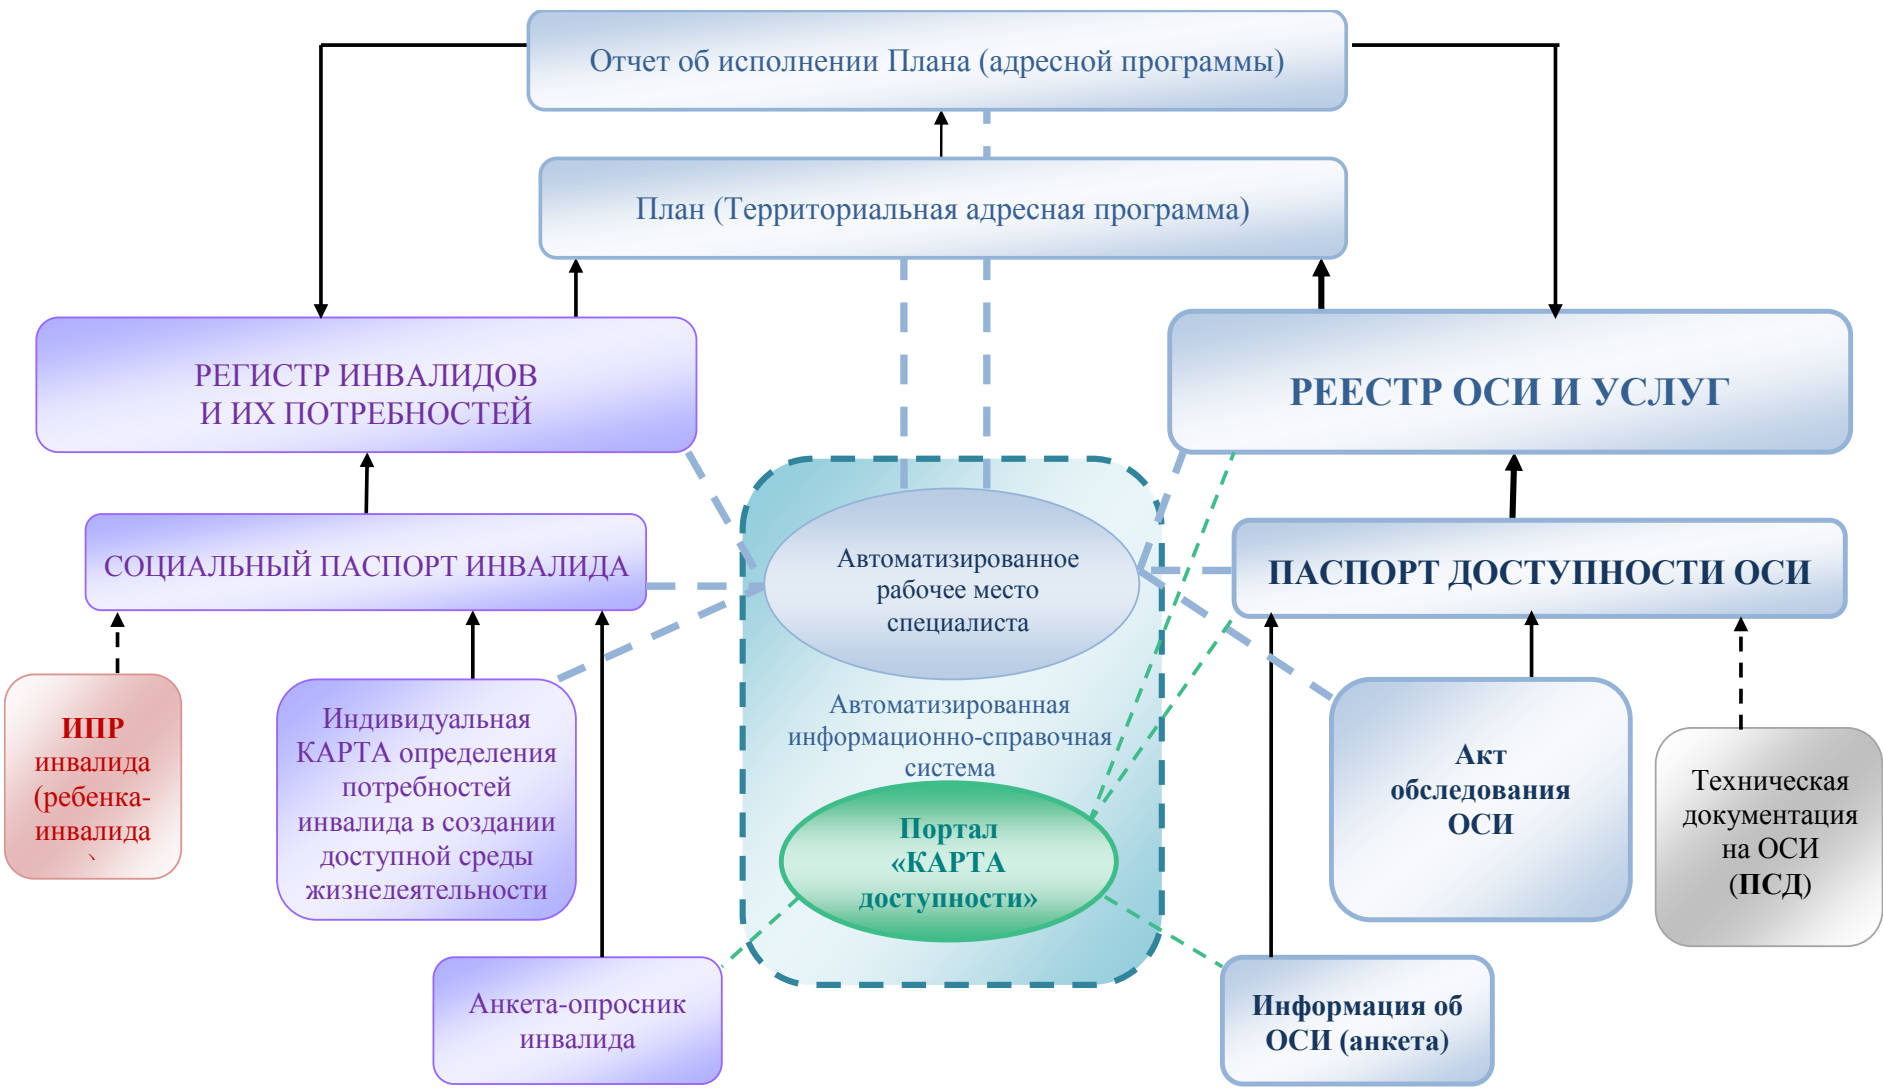 Отчет об исполнении Плана (адресной программы)
План (Территориальная адресная программа)
РЕГИСТР ИНВАЛИДОВ
И ИХ ПОТРЕБНОСТЕЙ
РЕЕСТР ОСИ И УСЛУГ
СОЦИАЛЬНЫЙ ПАСПОРТ ИНВАЛИДА
Автоматизированное
рабочее место
специалиста
ПАСПОРТ ДОСТУПНОСТИ ОСИ
ИПР
инвалида
(ребенка-
инвалида
)
Индивидуальная
КАРТА определения
потребностей
инвалида в создании
доступной среды
жизнедеятельности
Автоматизированная
информационно-справочная
система
Портал
«КАРТА
доступности»
Акт
обследования
ОСИ
Техническая
документация
на ОСИ
(ПСД)
Анкета-опросник
инвалида
Информация об
ОСИ (анкета)